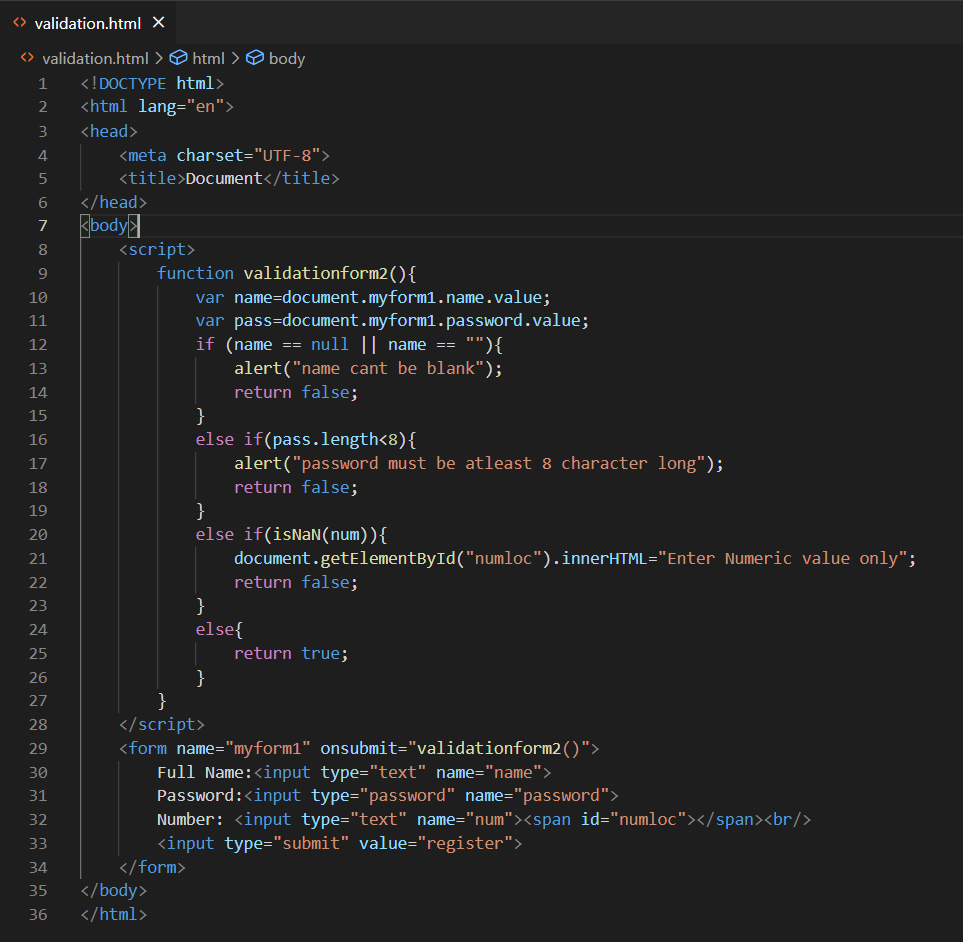 validation.html
validation.html > html > body
1 <!DOCTYPE html>
2 <html lang="en">
3 <head>
4     <meta charset="UTF-8">
5     <title>Document</title>
6 </head>
7 <body>
8     <script>
9         function validationform2(){
10             var name=document.myform1.name.value;
11             var pass=document.myform1.password.value;
12             if (name == null || name == ""){
13                 alert("name cant be blank");
14                 return false;
15             }
16             else if(pass.length<8){
17                 alert("password must be atleast 8 character long");
18                 return false;
19             }
20             else if(isNaN(num)){
21                 document.getElementById("numloc").innerHTML="Enter Numeric value only";
22                 return false;
23             }
24             else{
25                 return true;
26             }
27         }
28     </script>
29     <form name="myform1" onsubmit="validationform2()">
30         Full Name:<input type="text" name="name">
31         Password:<input type="password" name="password">
32         Number: <input type="text" name="num"><span id="numloc"></span><br/>
33         <input type="submit" value="register">
34     </form>
35 </body>
36 </html>